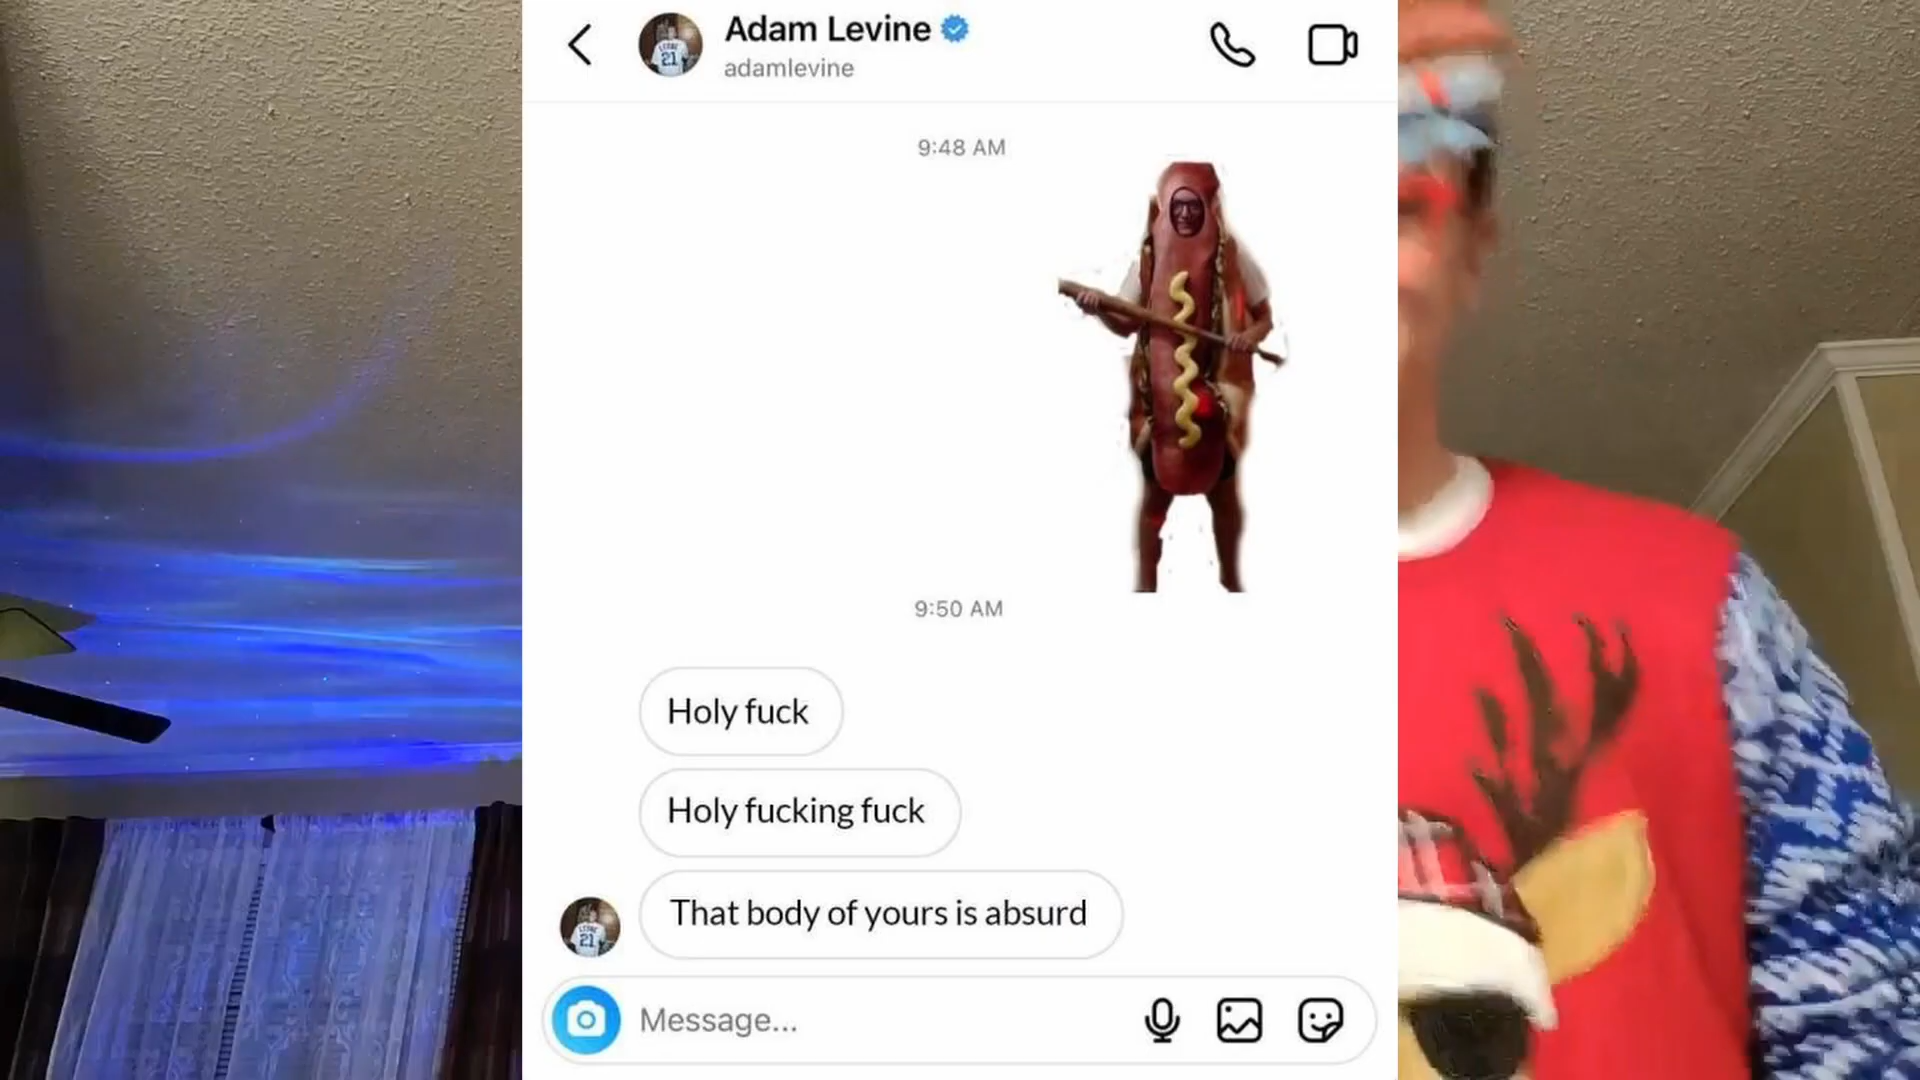 Adam Levine
adamlevine
9:48 AM
9:50 AM
Holy fuck
Holy fucking fuck
That body of yours is absurd
Message...